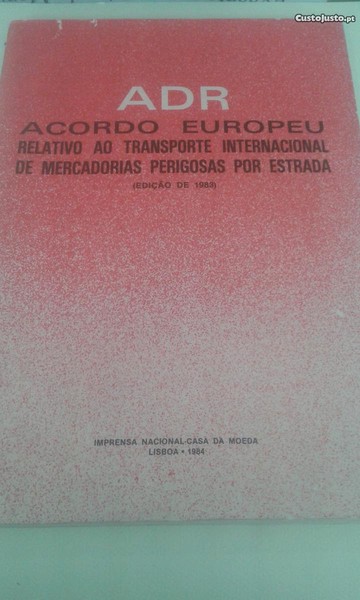 CustoJusto.pt
ADR
ACORDO EUROPEU
RELATIVO AO TRANSPORTE INTERNACIONAL
DE MERCADORIAS PERIGOSAS POR ESTRADA
(EDIÇÃO DE 1983)
IMPRENSA NACIONAL-CASA DA MOEDA
LISBOA • 1984